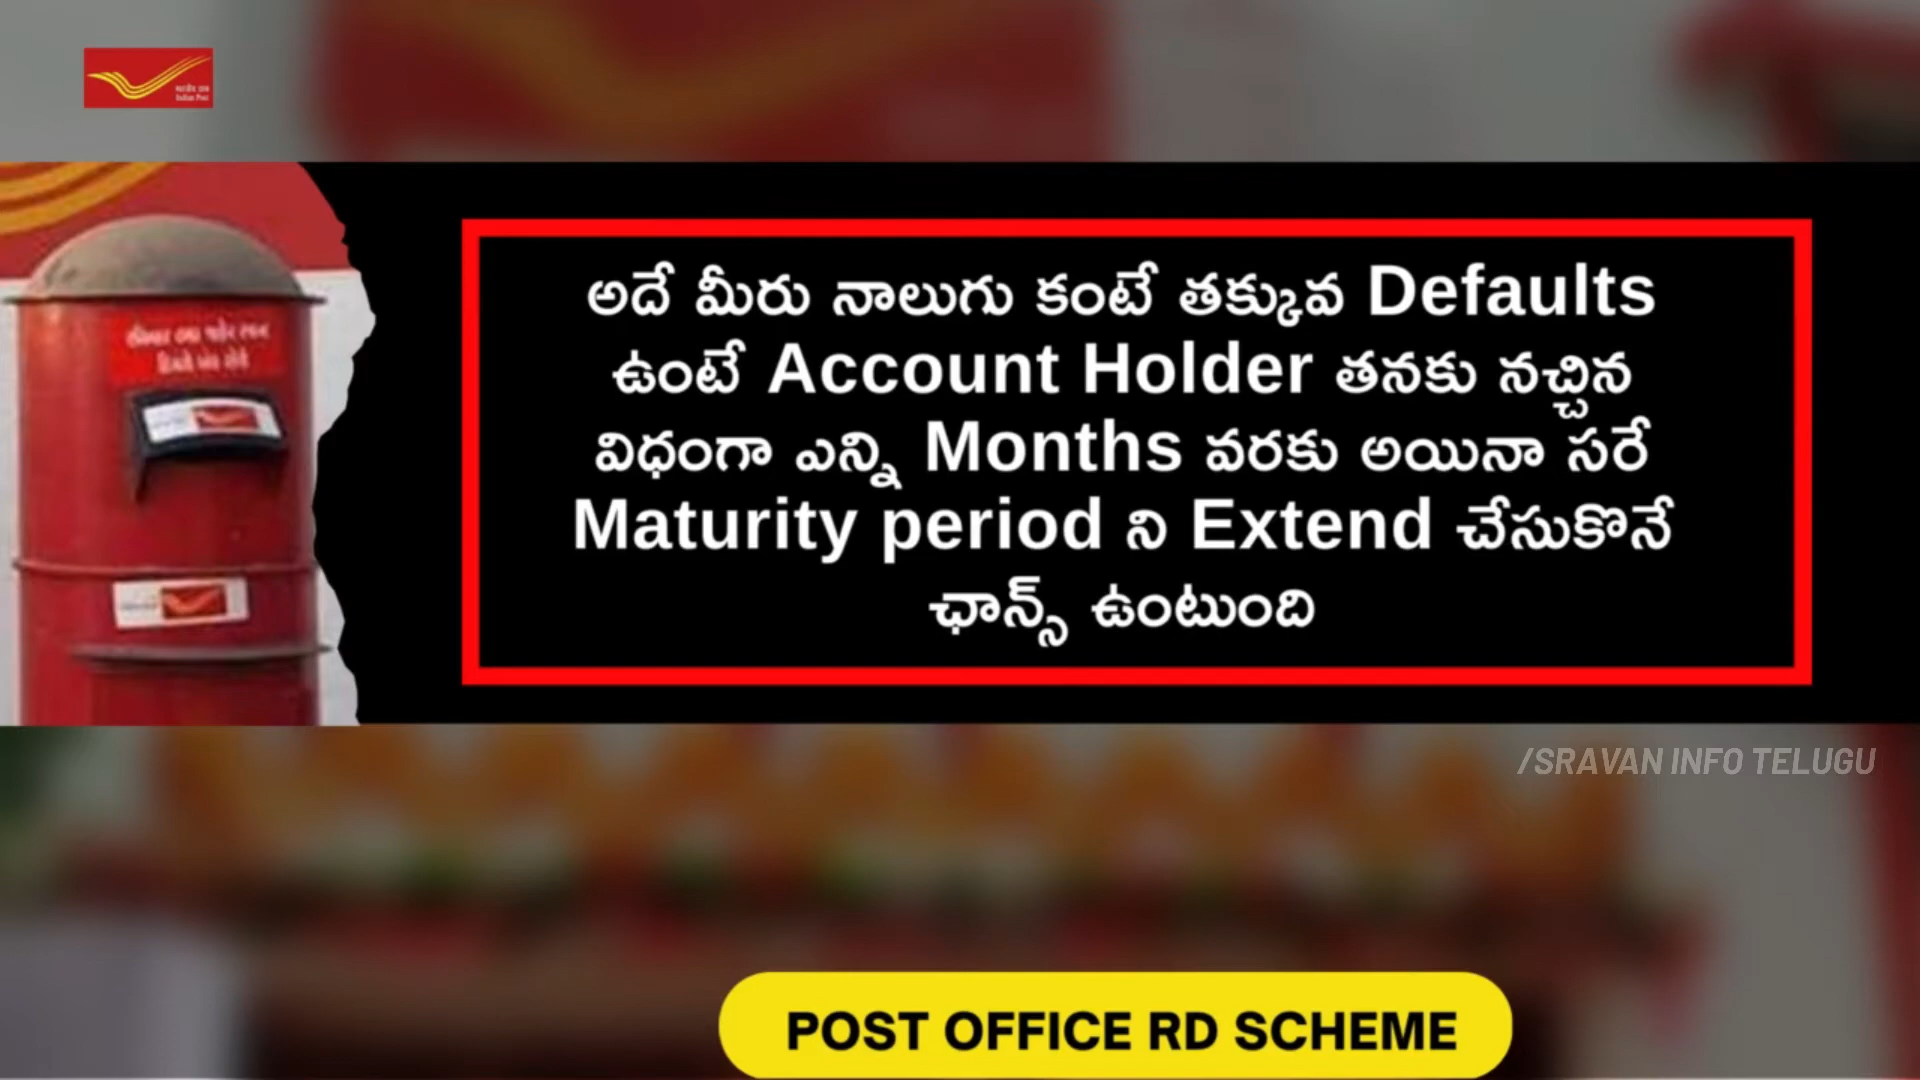 అదే మీరు నాలుగు కంటే తక్కువ Defaults
ఉంటే Account Holder తనకు నచ్చిన
విధంగా ఎన్ని Months వరకు అయినా సరే
Maturity period ని Extend చేసుకొనే
ఛాన్స్ ఉంటుంది
/SRAVAN INFO TELUGU
POST OFFICE RD SCHEME